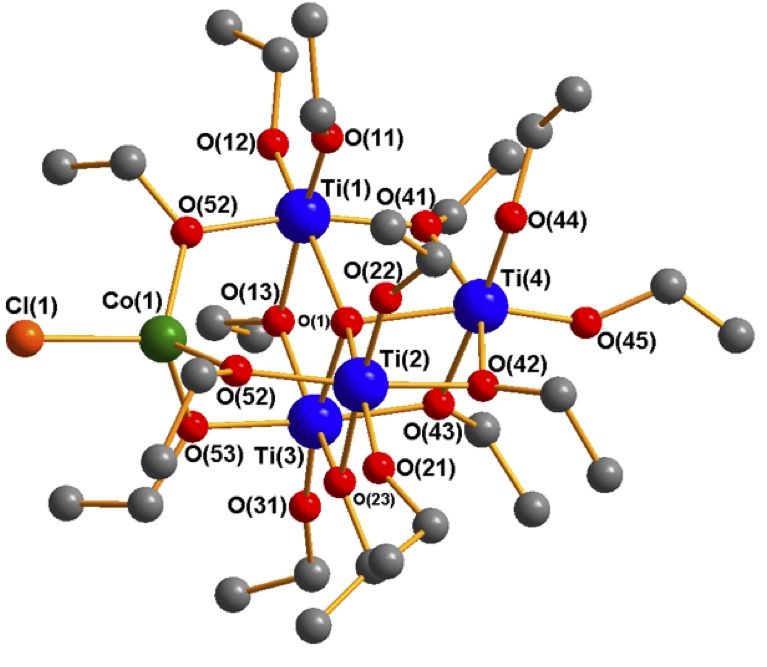 O(12)
O(11)
Ti(1)
O(52)
O(41)
O(44)
O(22)
Ti(4)
Cl(1)
Co(1)
O(13)
O(1)
O(45)
Ti(2)
O(52)
O(42)
O(53)
Ti(3)
O(43)
O(21)
O(31)
O(23)